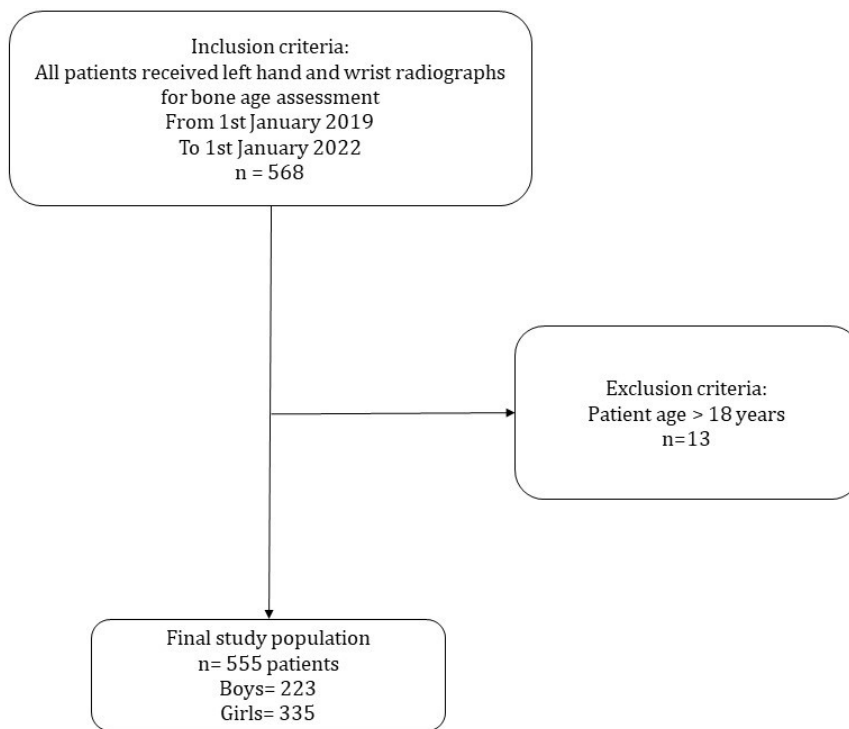 Inclusion criteria:
All patients received left hand and wrist radiographs
for bone age assessment
From 1st January 2019
To 1st January 2022
n = 568
Exclusion criteria:
Patient age > 18 years
n=13
Final study population
n= 555 patients
Boys= 223
Girls= 335